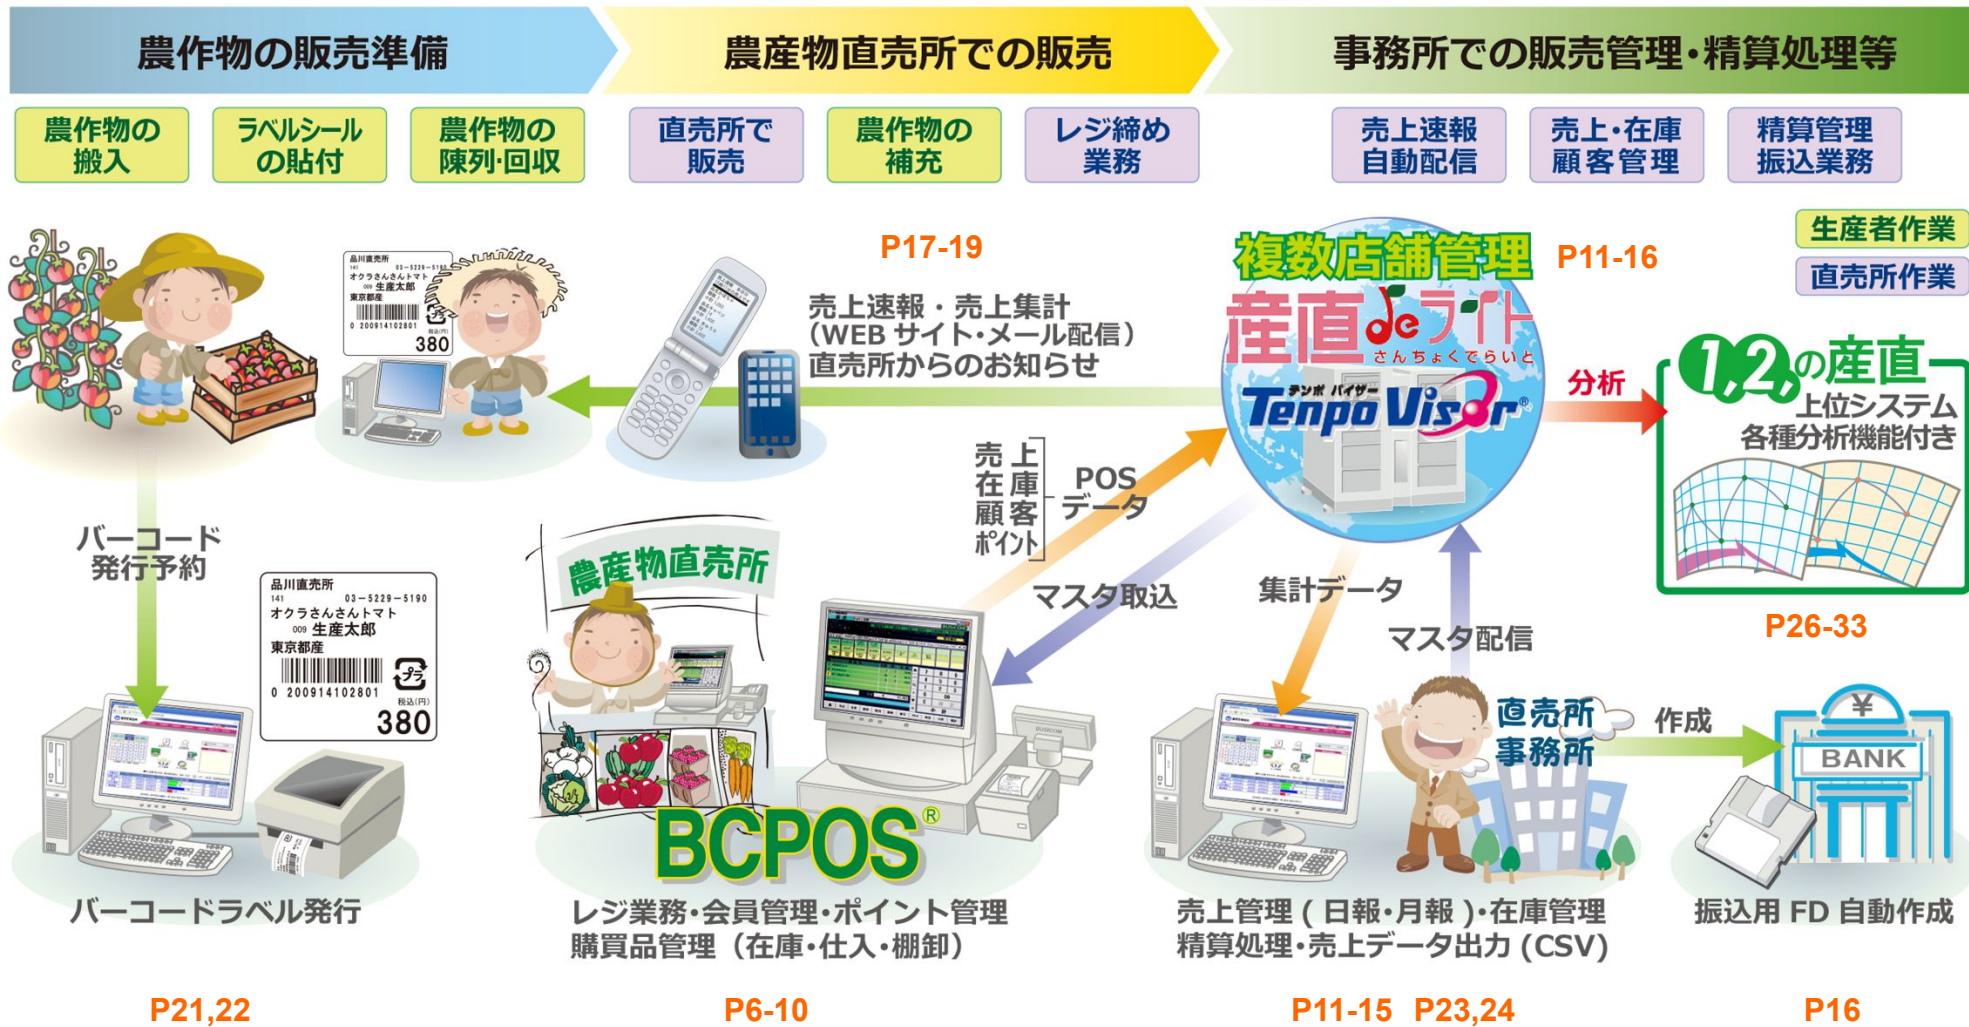 農作物の販売準備
農産物直売所での販売
事務所での販売管理・精算処理等
農作物の
搬入
ラベルシール
の貼付
農作物の
陳列・回収
直売所で
販売
農作物の
補充
レジ締め
業務
売上速報
自動配信
売上・在庫
顧客管理
精算管理
振込業務
生産者作業
直売所作業
品川直売所
141 03-5229-5190
オクラさんさんトマト
009 生産太郎
東京都産
0 200914102801
税込(円)
380
P17-19
売上速報・売上集計
(WEB サイト・メール配信)
直売所からのお知らせ
複数店舗管理
産直deライト
さんちょくでらいと
テンポ バイザー
Tenpo Visor®
P11-16
分析
1,2,の産直
上位システム
各種分析機能付き
P26-33
売上
在庫
顧客
ポイント
POS
データ
マスタ取込
集計データ
マスタ配信
バーコード
発行予約
品川直売所
141 03-5229-5190
オクラさんさんトマト
009 生産太郎
東京都産
プラ
0 200914102801
税込(円)
380
バーコードラベル発行
P21,22
農産物直売所
BCPOS®
レジ業務・会員管理・ポイント管理
購買品管理（在庫・仕入・棚卸）
P6-10
直売所
事務所
売上管理 ( 日報・月報 )・在庫管理
精算処理・売上データ出力 (CSV)
P11-15 P23,24
作成
¥
BANK
振込用 FD 自動作成
P16